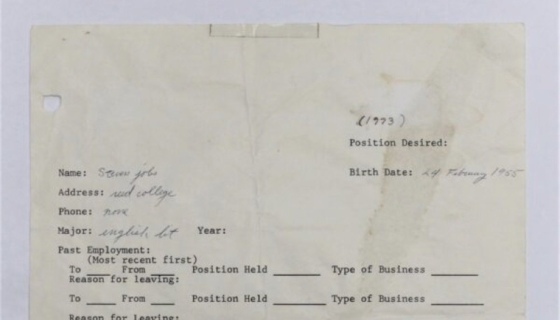 (1973)
Position Desired:
Name: Steven jobs Birth Date: 24 February 1955
Address: reed college
Phone: none
Major: english lit Year:
Past Employment:
(Most recent first)
To ____ From ____ Position Held ________ Type of Business ________
Reason for leaving:
To ____ From ____ Position Held ________ Type of Business ________
Reason for Leaving: